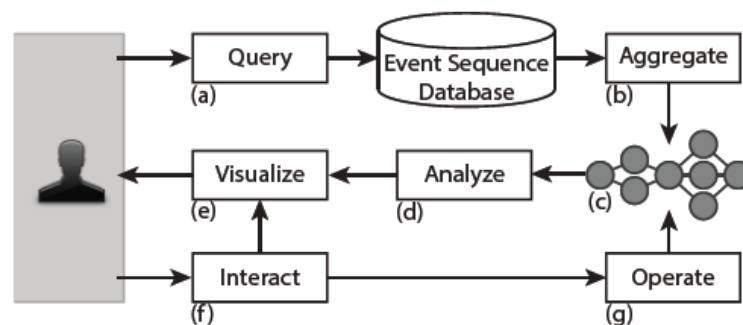 Query
Event Sequence
Database
Aggregate
(a)
(b)
Visualize
Analyze
(c)
(e)
(d)
Interact
Operate
(f)
(g)